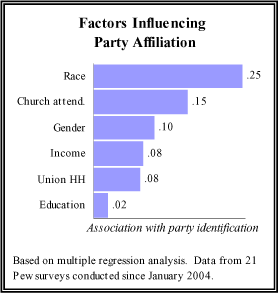 Factors Influencing
Party Affiliation
Race .25
Church attend. .15
Gender .10
Income .08
Union HH .08
Education .02
Association with party identification
Based on multiple regression analysis. Data from 21
Pew surveys conducted since January 2004.